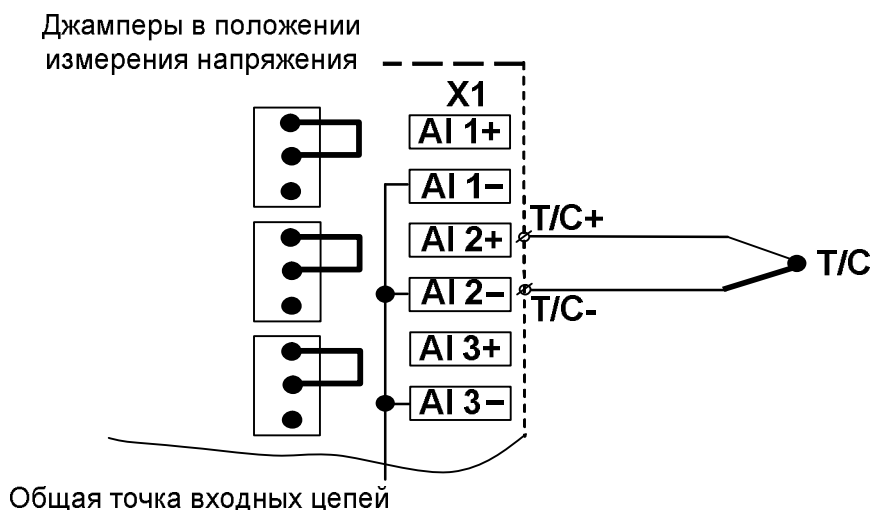 Джамперы в положении
измерения напряжения
X1
AI 1+
AI 1−
T/C+
AI 2+
T/C
AI 2−
T/C-
AI 3+
AI 3−
Общая точка входных цепей